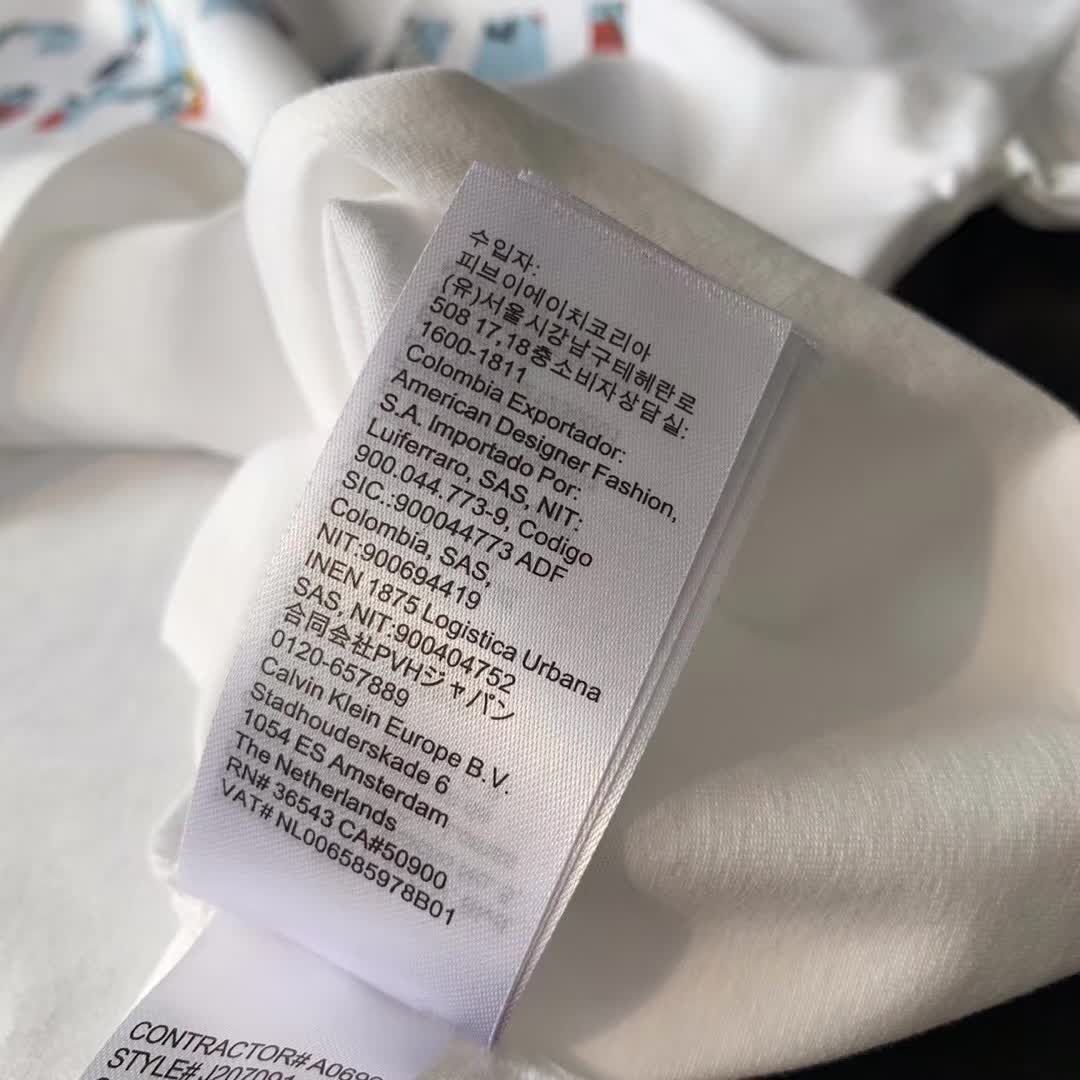 수입자:
피브이에이치코리아
(유)서울시강남구테헤란로
508 17,18층소비자상담실:
1600-1811
Colombia Exportador:
American Designer Fashion,
S.A. Importado Por:
Luiferraro, SAS, NIT:
900.044.773-9, Codigo
SIC.:900044773 ADF
Colombia, SAS,
NIT:900694419
INEN 1875 Logistica Urbana
SAS, NIT:900404752
合同会社PVHジャパン
0120-657889
Calvin Klein Europe B.V.
Stadhouderskade 6
1054 ES Amsterdam
The Netherlands
RN# 36543 CA#50900
VAT# NL006585978B01
CONTRACTOR#
STYLE#